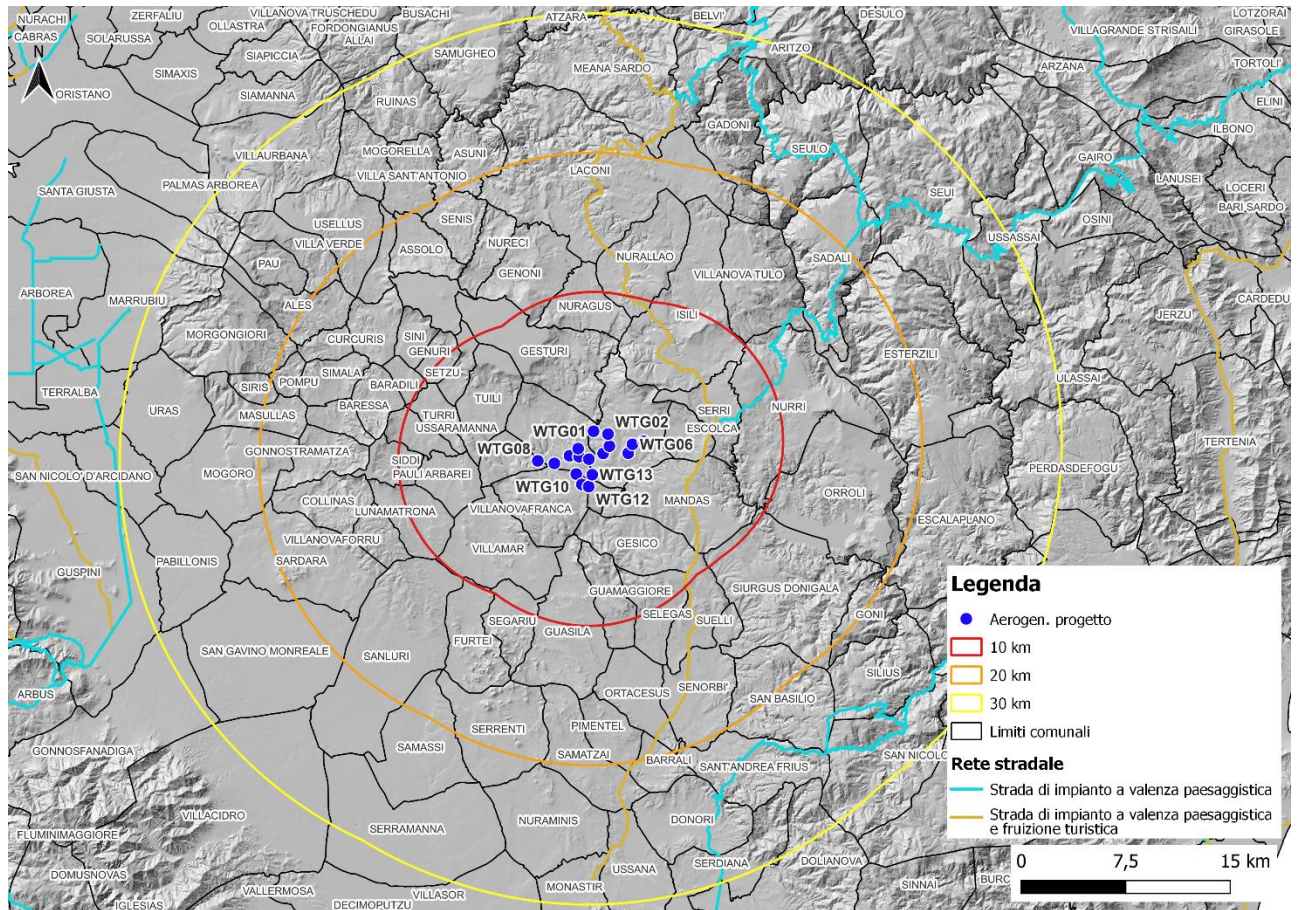 NURACHI
ZERFALIU
VILLANOVA TRUSCHEDU
BUSACHI
ATZARA
BELVI'
DESULO
LOTZORAI
CABRAS
OLLASTRA
FORDONGIANUS
VILLAGRANDE STRISAILI
GIRASOLE
SOLARUSSA
SIAPICCIA
ALLAI
SAMUGHEO
ARITZO
N
SIMAXIS
MEANA SARDO
ARZANA
TORTOLI'
ORISTANO
SIAMANNA
RUINAS
ELINI
GADONI
ILBONO
VILLAURBANA
MOGORELLA
ASUNI
SEULO
GAIRO
LACONI
SANTA GIUSTA
PALMAS ARBOREA
VILLA SANT'ANTONIO
LANUSEI
LOCERI
SEUI
BARI SARDO
USELLUS
SENIS
OSINI
VILLA VERDE
NURECI
USSASSAI
ASSOLO
NURALLAO
SADALI
PAU
GENONI
VILLANOVA TULO
ARBOREA
MARRUBIU
ALES
NURAGUS
CARDEDU
ISILI
JERZU
MORGONGIORI
CURCURIS
SINI
GENURI
GESTURI
ESTERZILI
SIRIS
POMPU
SIMALA
SETZU
ULASSAI
TERRALBA
BARADILI
TUILI
URAS
MASULLAS
BARESSA
TURRI
SERRI
NURRI
USSARAMANNA
ESCOLCA
WTG01
WTG02
WTG06
WTG08
TERTENIA
GONNOSTRAMATZA
SIDDI
PERDASDEFOGU
SAN NICOLO' D'ARCIDANO
MOGORO
PAULI ARBAREI
WTG13
WTG10
WTG12
ORROLI
COLLINAS
LUNAMATRONA
VILLANOVAFRANCA
MANDAS
ESCALAPLANO
VILLANOVAFORRU
VILLAMAR
GESICO
PABILLONIS
SARDARA
GUSPINI
GUAMAGGIORE
SIURGUS DONIGALA
SEGARIU
SELEGAS
GONI
GUASILA
SUELLI
FURTEI
SAN GAVINO MONREALE
SANLURI
SILIUS
ARBUS
ORTACESUS
SENORBI'
SAN BASILIO
SERRENTI
PIMENTEL
SAMASSI
SAMATZAI
GONNOSFANADIGA
BARRALI
SANT'ANDREA FRIUS
SAN NICOLO
VILLACIDRO
NURAMINIS
DONORI
SERRAMANNA
FLUMINIMAGGIORE
DOMUSNOVAS
USSANA
SERDIANA
DOLIANOVA
VALLERMOSA
VILLASOR
MONASTIR
SINNAI
BURC
IGLESIAS
DECIMOPUTZU
Legenda
Aerogen. progetto
10 km
20 km
30 km
Limiti comunali
Rete stradale
Strada di impianto a valenza paesaggistica
Strada di impianto a valenza paesaggistica
e fruizione turistica
0 7,5 15 km